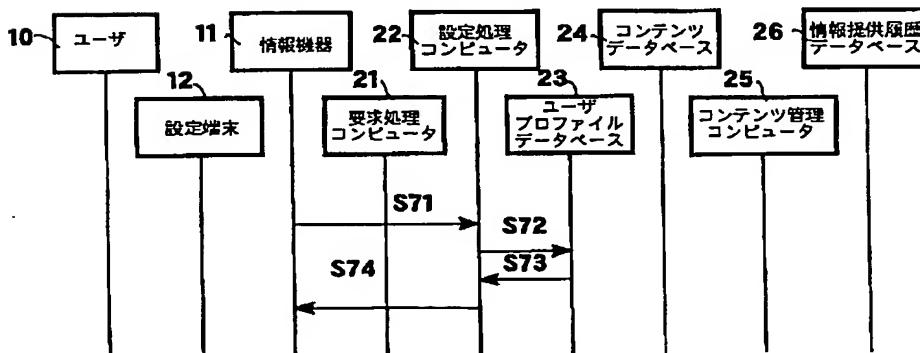 10
ユーザ
11
情報機器
22
設定処理
コンピュータ
24
コンテンツ
データベース
26
情報提供履歴
データベース
12
設定端末
21
要求処理
コンピュータ
23
ユーザ
プロファイル
データベース
25
コンテンツ管理
コンピュータ
S71
S72
S73
S74